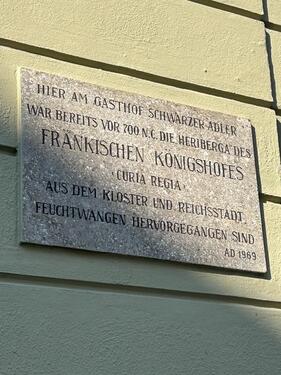 HIER AM GASTHOF SCHWARZER ADLER
WAR BEREITS VOR 700 N.C. DIE HERIBERGA DES
FRÄNKISCHEN KÖNIGSHOFES
(CURIA REGIA)
AUS DEM KLOSTER UND REICHSSTADT
FEUCHTWANGEN HERVORGEGANGEN SIND
AD 1969